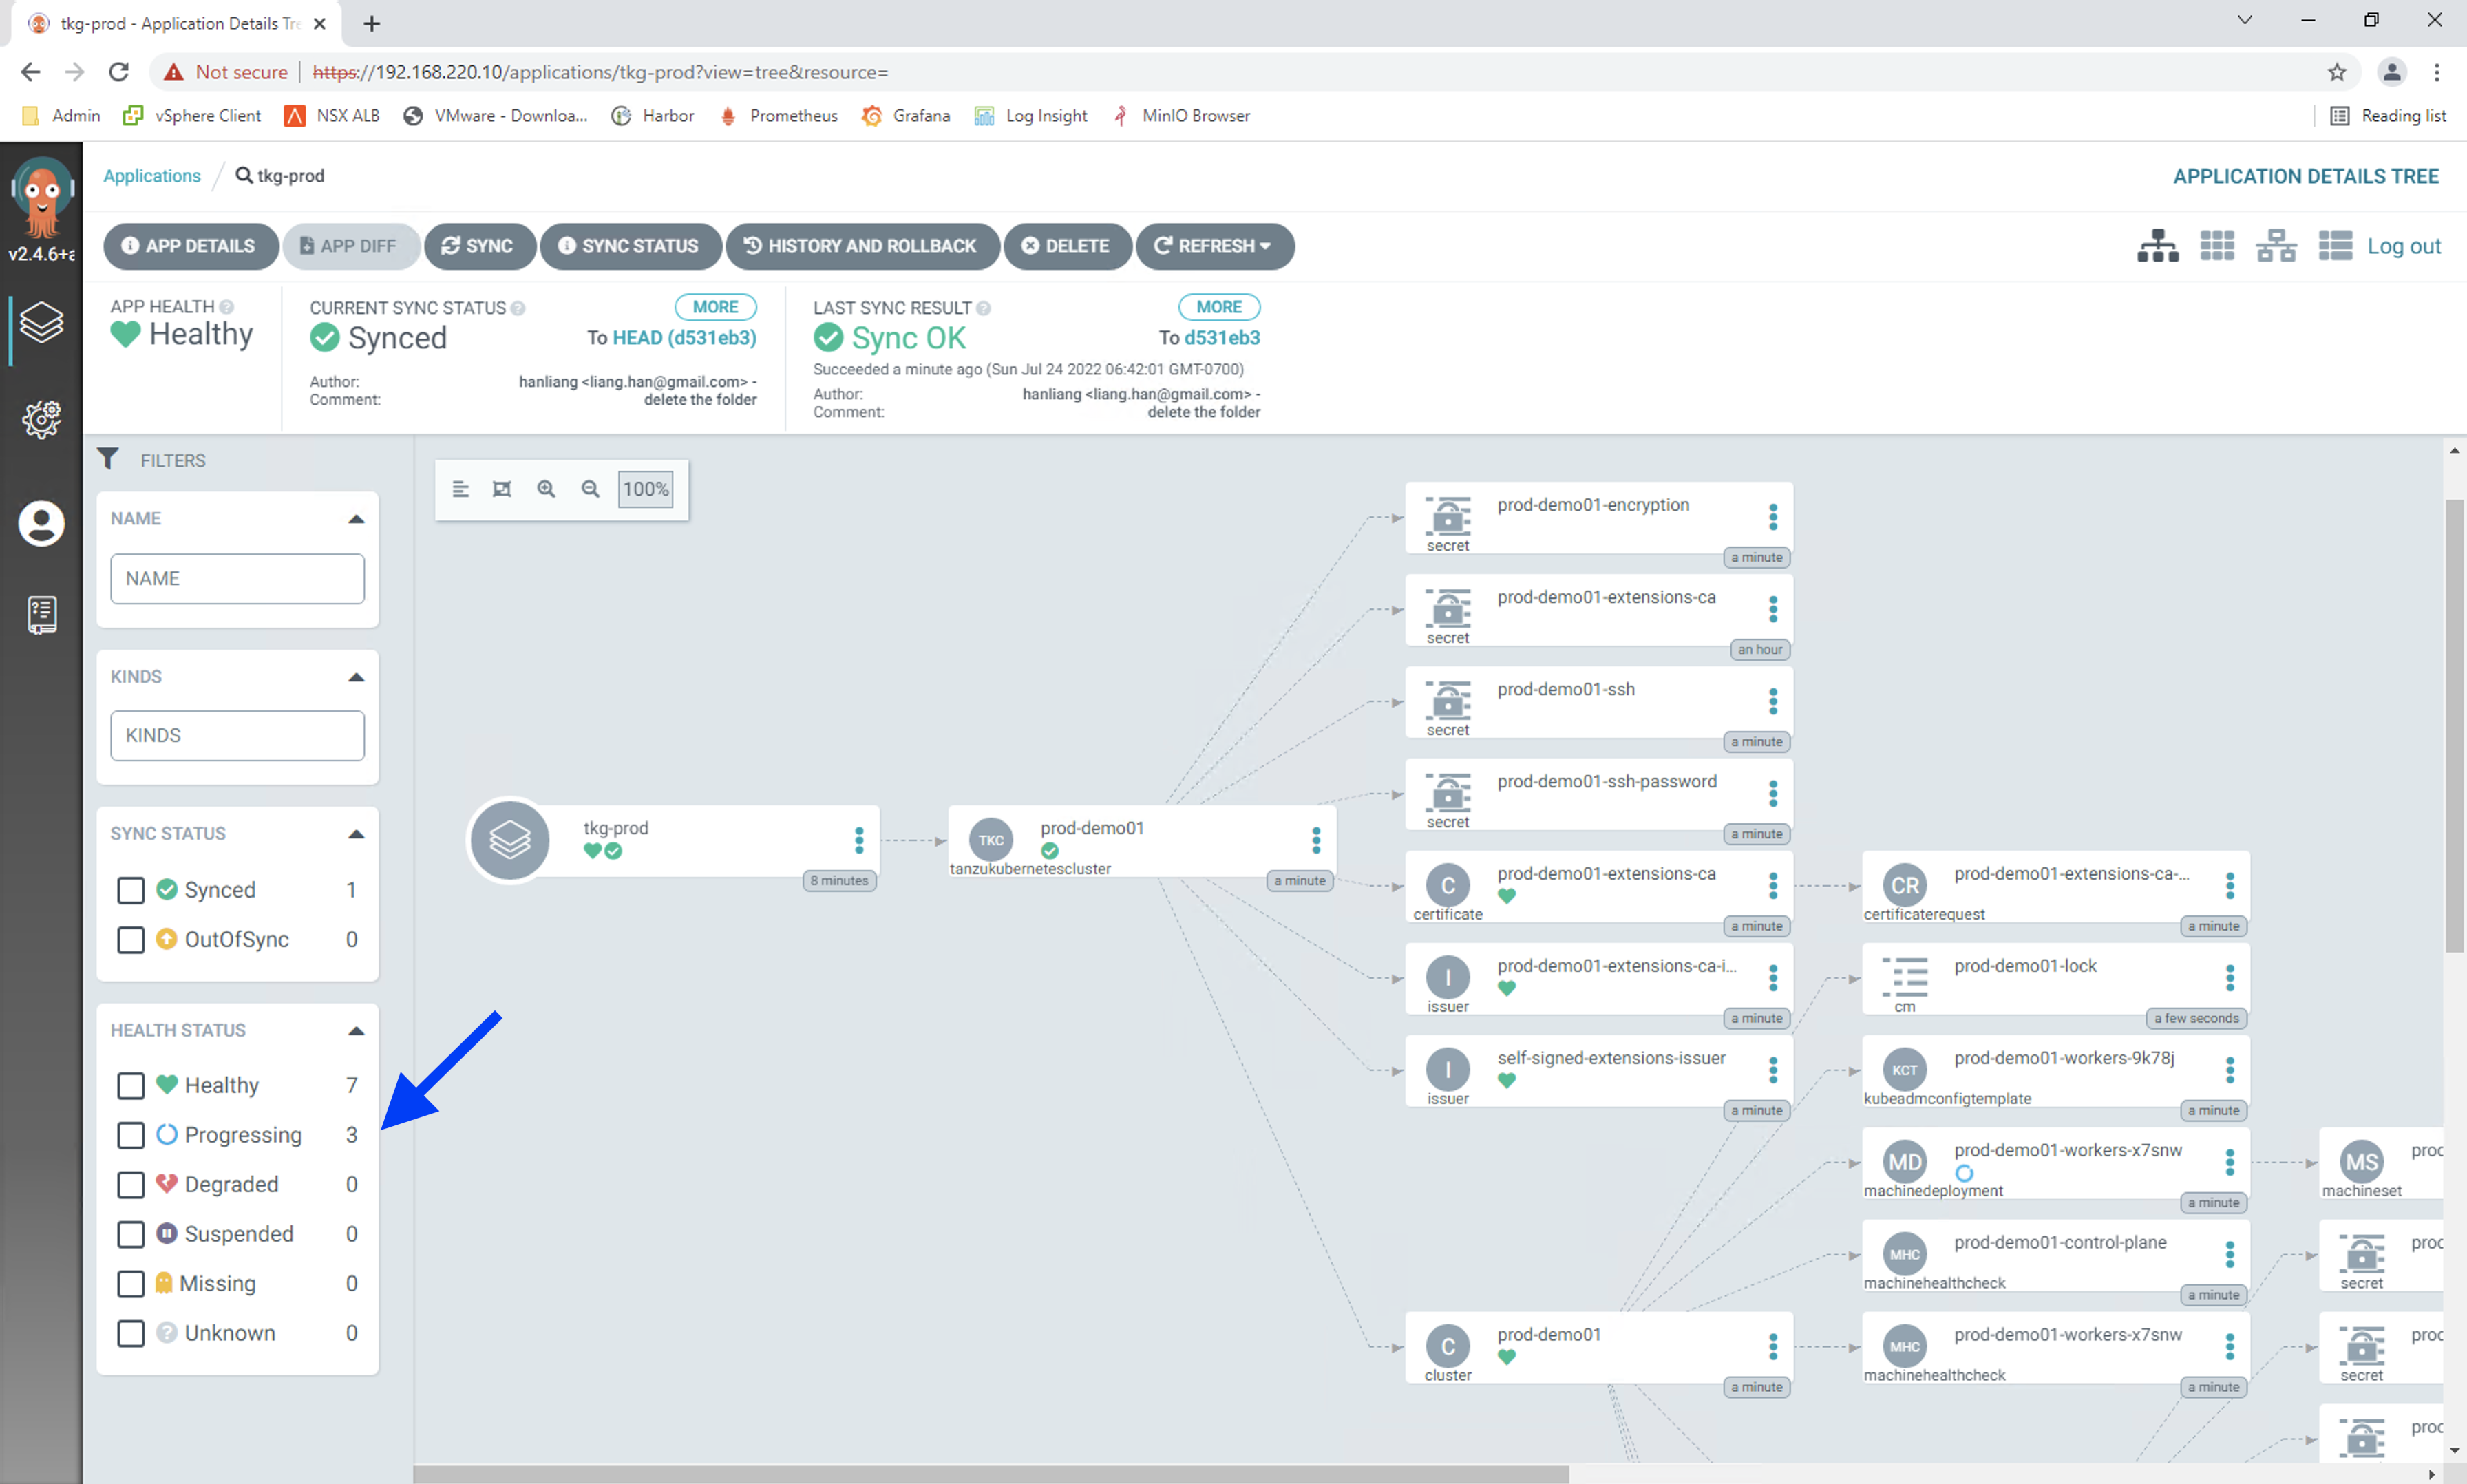 tkg-prod - Application Details Tre
Not secure | https://192.168.220.10/applications/tkg-prod?view=tree&resource=
Admin vSphere Client NSX ALB VMware - Downloa... Harbor Prometheus Grafana Log Insight MinIO Browser Reading list
Applications / tkg-prod APPLICATION DETAILS TREE
v2.4.6+a
APP DETAILS APP DIFF SYNC SYNC STATUS HISTORY AND ROLLBACK DELETE REFRESH Log out
APP HEALTH
Healthy
CURRENT SYNC STATUS MORE
Synced To HEAD (d531eb3)
Author: hanliang <liang.han@gmail.com> -
Comment: delete the folder
LAST SYNC RESULT MORE
Sync OK To d531eb3
Succeeded a minute ago (Sun Jul 24 2022 06:42:01 GMT-0700)
Author: hanliang <liang.han@gmail.com> -
Comment: delete the folder
FILTERS
NAME
NAME
KINDS
KINDS
SYNC STATUS
Synced 1
OutOfSync 0
HEALTH STATUS
Healthy 7
Progressing 3
Degraded 0
Suspended 0
Missing 0
Unknown 0
100%
tkg-prod
8 minutes
TKC
prod-demo01
tanzukubernetescluster
a minute
prod-demo01-encryption
secret
a minute
prod-demo01-extensions-ca
secret
an hour
prod-demo01-ssh
secret
a minute
prod-demo01-ssh-password
secret
a minute
C
prod-demo01-extensions-ca
certificate
a minute
I
prod-demo01-extensions-ca-i...
issuer
a minute
I
self-signed-extensions-issuer
issuer
a minute
C
prod-demo01
cluster
a minute
CR
prod-demo01-extensions-ca-...
certificaterequest
a minute
prod-demo01-lock
cm
a few seconds
KCT
prod-demo01-workers-9k78j
kubeadmconfigtemplate
a minute
MD
prod-demo01-workers-x7snw
machinedeployment
a minute
MHC
prod-demo01-control-plane
machinehealthcheck
a minute
MHC
prod-demo01-workers-x7snw
machinehealthcheck
a minute
MS
proc
machineset
proc
secret
proc
secret
proc